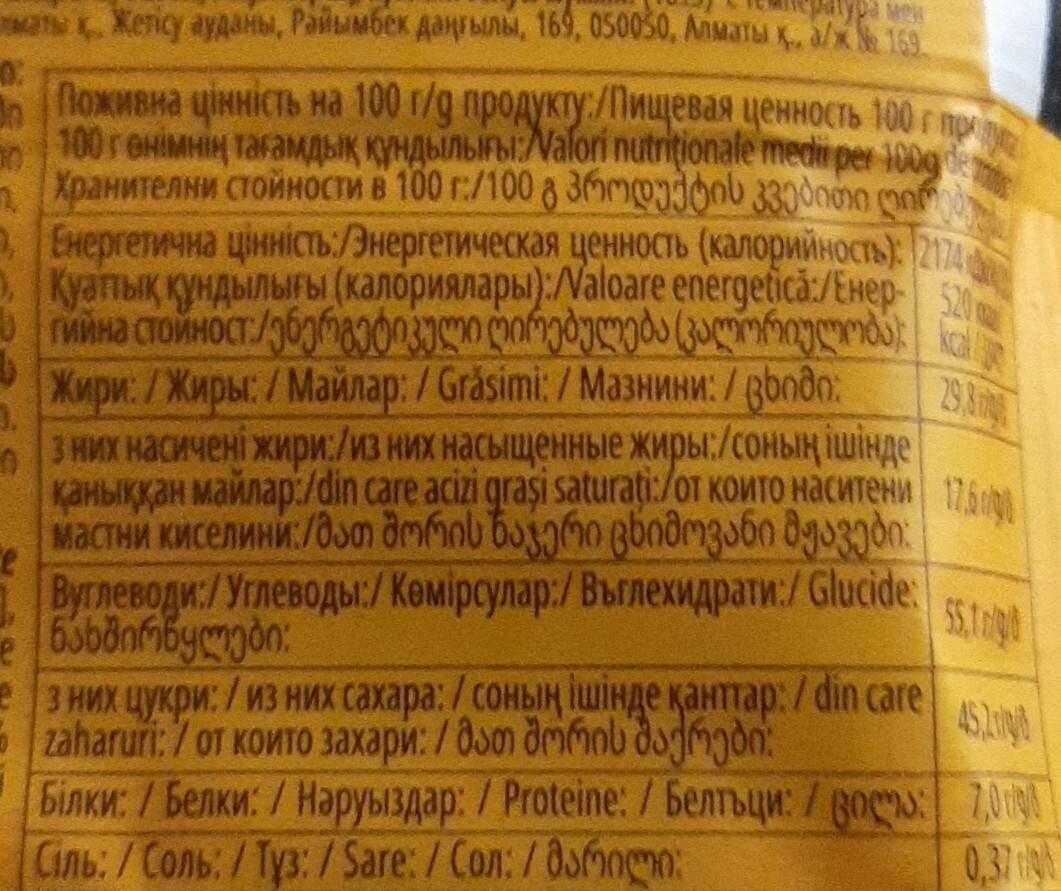 қ., Жетісу ауданы, Райымбек даңғылы, 169, 050050, Алматы қ., а/ж № 169.
Поживна цінність на 100 г/g продукту:/Пищевая ценность 100 г
100 г өнімнің тағамдық құндылығы:/Valori nutriționale medii per 100g de
Хранителни стойности в 100 г:/100 გ პროდუქტის კვებითი
Енергетична цінність:/Энергетическая ценность (калорийность): 2174
Қуаттық құндылығы (калориялары):/Valoare energetică:/Енер- 520
гийна стойност:/ენერგეტიკული ღირებულება (კალორიულობა): kcal
Жири: / Жиры: / Майлар: / Grăsimi: / Мазнини: / ცხიმი: 29,8
з них насичені жири:/из них насыщенные жиры:/соның ішінде
қаныққан майлар:/din care acizi grași saturați:/от които наситени 17,6 г/g/გ
мастни киселини:/მათ შორის ნაჯერი ცხიმოვანი მჟავები:
Вуглеводи:/ Углеводы:/ Көмірсулар:/ Въглехидрати:/ Glucide: 55,1 г/g/გ
ნახშირწყლები:
з них цукри: / из них сахара: / соның ішінде қанттар: / din care 45,2 г/g/გ
zaharuri: / от които захари: / მათ შორის შაქრები:
Білки: / Белки: / Нәруыздар: / Proteine: / Белтъци: / ცილა: 7,0 г/g/გ
Сіль: / Соль: / Тұз: / Sare: / Сол: / მარილი: 0,37 г/g/გ